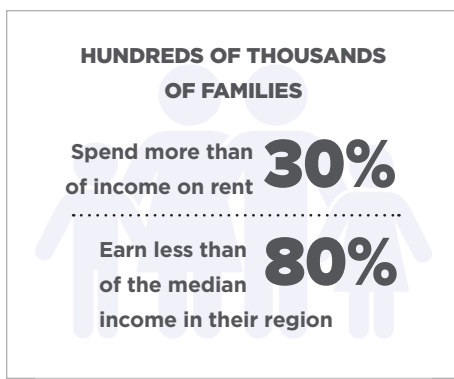 HUNDREDS OF THOUSANDS
OF FAMILIES
Spend more than 30%
of income on rent
Earn less than 80%
of the median
income in their region